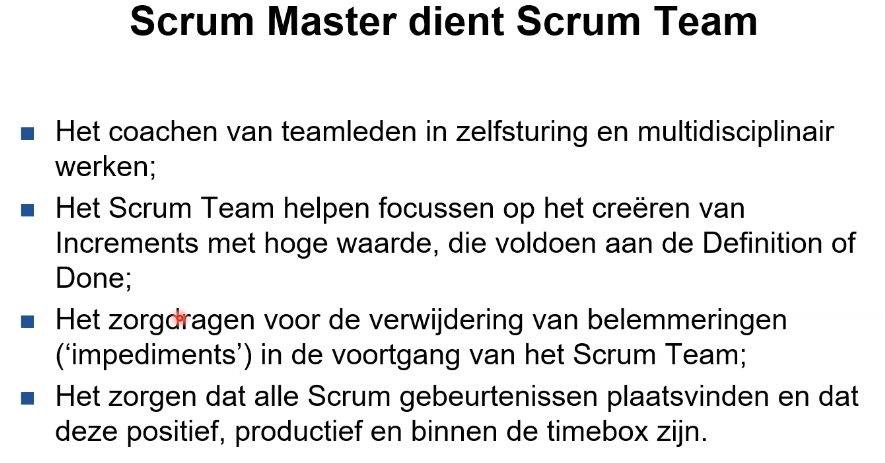 Scrum Master dient Scrum Team
Het coachen van teamleden in zelfsturing en multidisciplinair
werken;
Het Scrum Team helpen focussen op het creëren van
Increments met hoge waarde, die voldoen aan de Definition of
Done;
Het zorgdragen voor de verwijdering van belemmeringen
(‘impediments’) in de voortgang van het Scrum Team;
Het zorgen dat alle Scrum gebeurtenissen plaatsvinden en dat
deze positief, productief en binnen de timebox zijn.